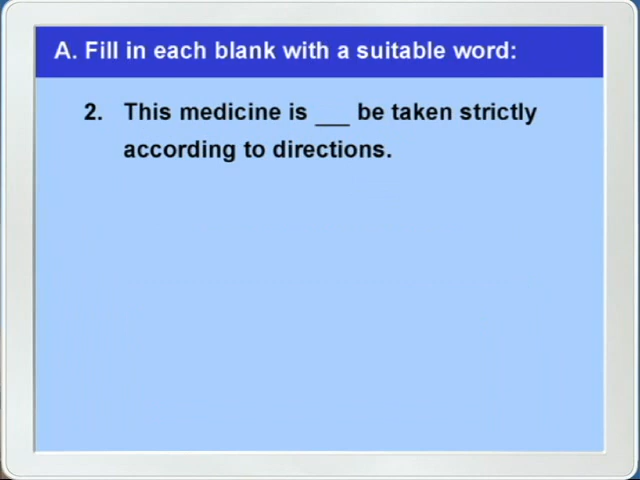 A. Fill in each blank with a suitable word:
2. This medicine is ___ be taken strictly
according to directions.